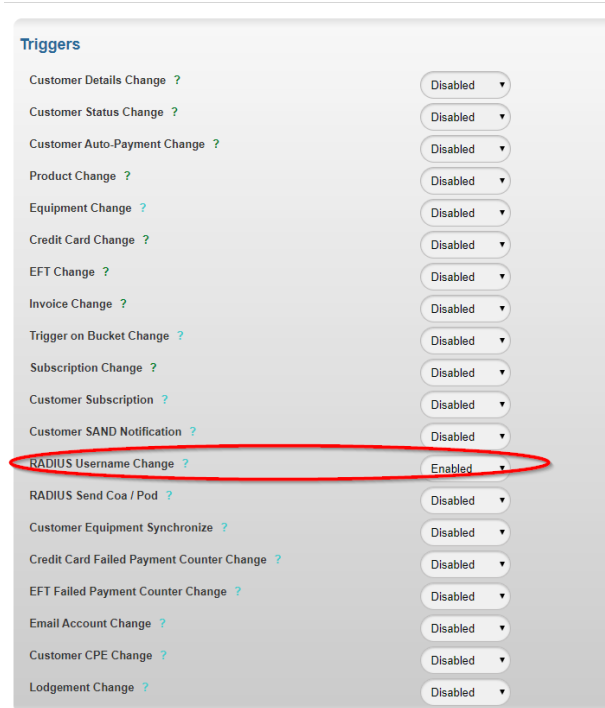 Triggers
Customer Details Change ? Disabled
Customer Status Change ? Disabled
Customer Auto-Payment Change ? Disabled
Product Change ? Disabled
Equipment Change ? Disabled
Credit Card Change ? Disabled
EFT Change ? Disabled
Invoice Change ? Disabled
Trigger on Bucket Change ? Disabled
Subscription Change ? Disabled
Customer Subscription ? Disabled
Customer SAND Notification ? Disabled
RADIUS Username Change ? Enabled
RADIUS Send Coa / Pod ? Disabled
Customer Equipment Synchronize ? Disabled
Credit Card Failed Payment Counter Change ? Disabled
EFT Failed Payment Counter Change ? Disabled
Email Account Change ? Disabled
Customer CPE Change ? Disabled
Lodgement Change ? Disabled